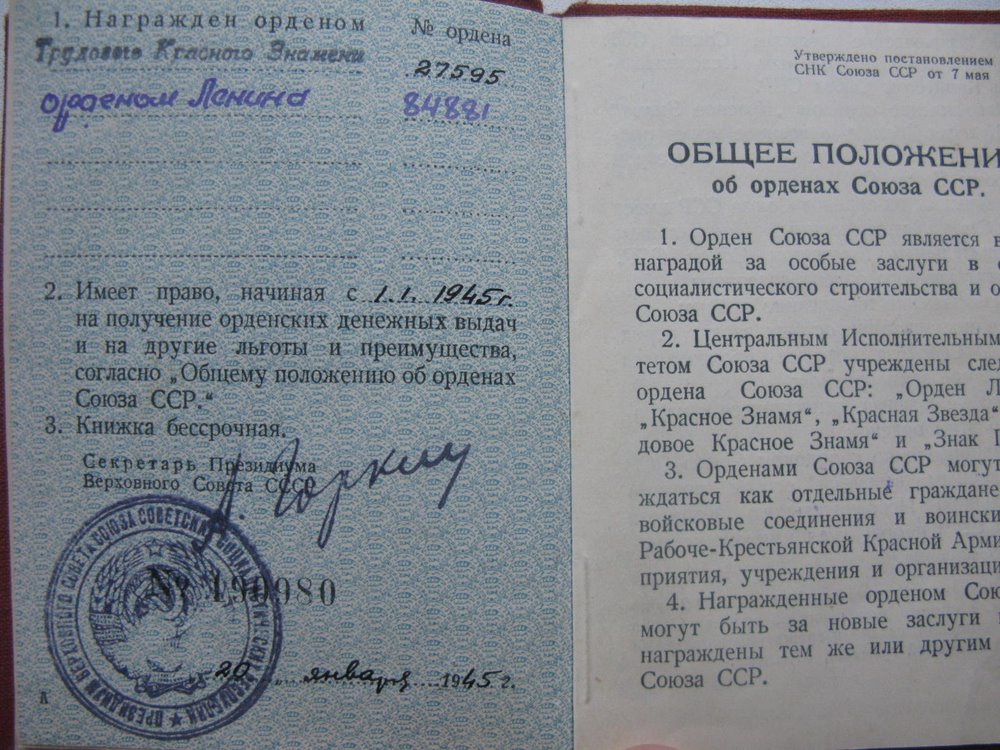 1. Награжден орденом № ордена
Трудового Красного Знамени 27595
орденом Ленина 84881
2. Имеет право, начиная с 1.1. 1945г.
на получение орденских денежных выдач
и на другие льготы и преимущества,
согласно „Общему положению об орденах
Союза ССР.“
3. Книжка бессрочная.
Секретарь Президиума
Верховного Совета СССР
А. Горкин
№ 190980
20 января 1945 г.
Утверждено постановлением
СНК Союза ССР от 7 мая
ОБЩЕЕ ПОЛОЖЕНИ
об орденах Союза ССР.
1. Орден Союза ССР является в
наградой за особые заслуги в
социалистического строительства и о
Союза ССР.
2. Центральным Исполнительным
тетом Союза ССР учреждены сле
ордена Союза ССР: „Орден Л
„Красное Знамя“, „Красная Звезда“
довое Красное Знамя“ и „Знак П
3. Орденами Союза ССР могут
ждаться как отдельные граждане
войсковые соединения и воински
Рабоче-Крестьянской Красной Арми
приятия, учреждения и организац
4. Награжденные орденом Сою
могут быть за новые заслуги
награждены тем же или другим
Союза ССР.